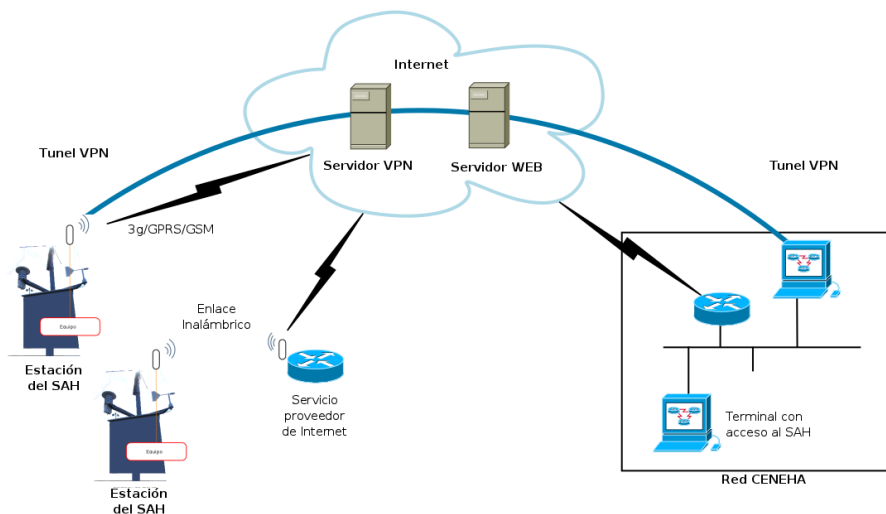 Internet
Servidor VPN
Servidor WEB
Tunel VPN
Tunel VPN
3g/GPRS/GSM
Equipo
Estación
del SAH
Enlace
Inalámbrico
Equipo
Estación
del SAH
Servicio
proveedor
de Internet
Terminal con
acceso al SAH
Red CENEHA